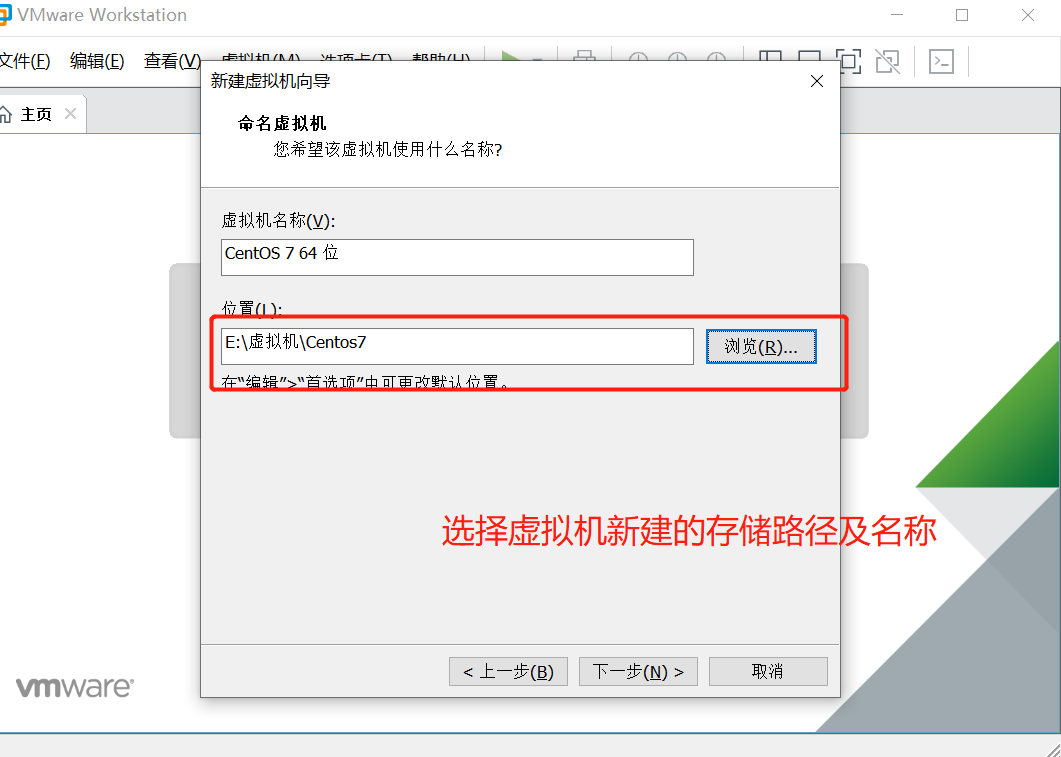 VMware Workstation
文件(F) 编辑(E) 查看(V) 虚拟机(M) 选项卡(T) 帮助(H)
主页
新建虚拟机向导
命名虚拟机
您希望该虚拟机使用什么名称?
虚拟机名称(V):
CentOS 7 64 位
位置(L):
E:\虚拟机\Centos7
浏览(R)...
在“编辑”>“首选项”中可更改默认位置。
选择虚拟机新建的存储路径及名称
< 上一步(B) 下一步(N) > 取消
vmware